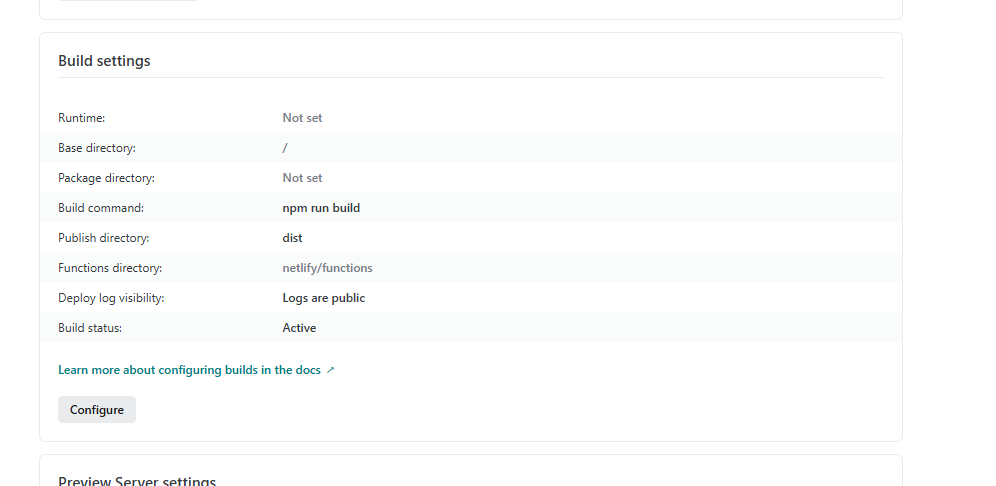 Build settings
Runtime: Not set
Base directory: /
Package directory: Not set
Build command: npm run build
Publish directory: dist
Functions directory: netlify/functions
Deploy log visibility: Logs are public
Build status: Active
Learn more about configuring builds in the docs ↗
Configure
Preview Server settings